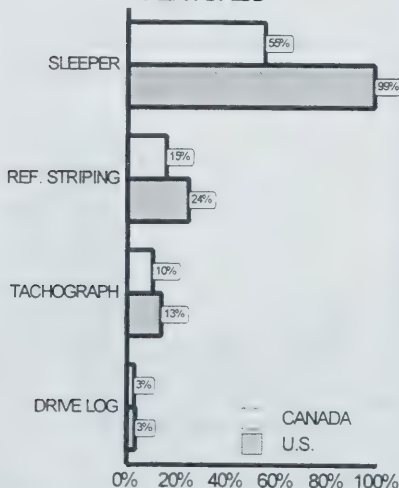 SLEEPER
55%
99%
REF. STRIPING
15%
24%
TACHOGRAPH
10%
13%
DRIVE LOG
3%
3%
CANADA
U.S.
0% 20% 40% 60% 80% 100%